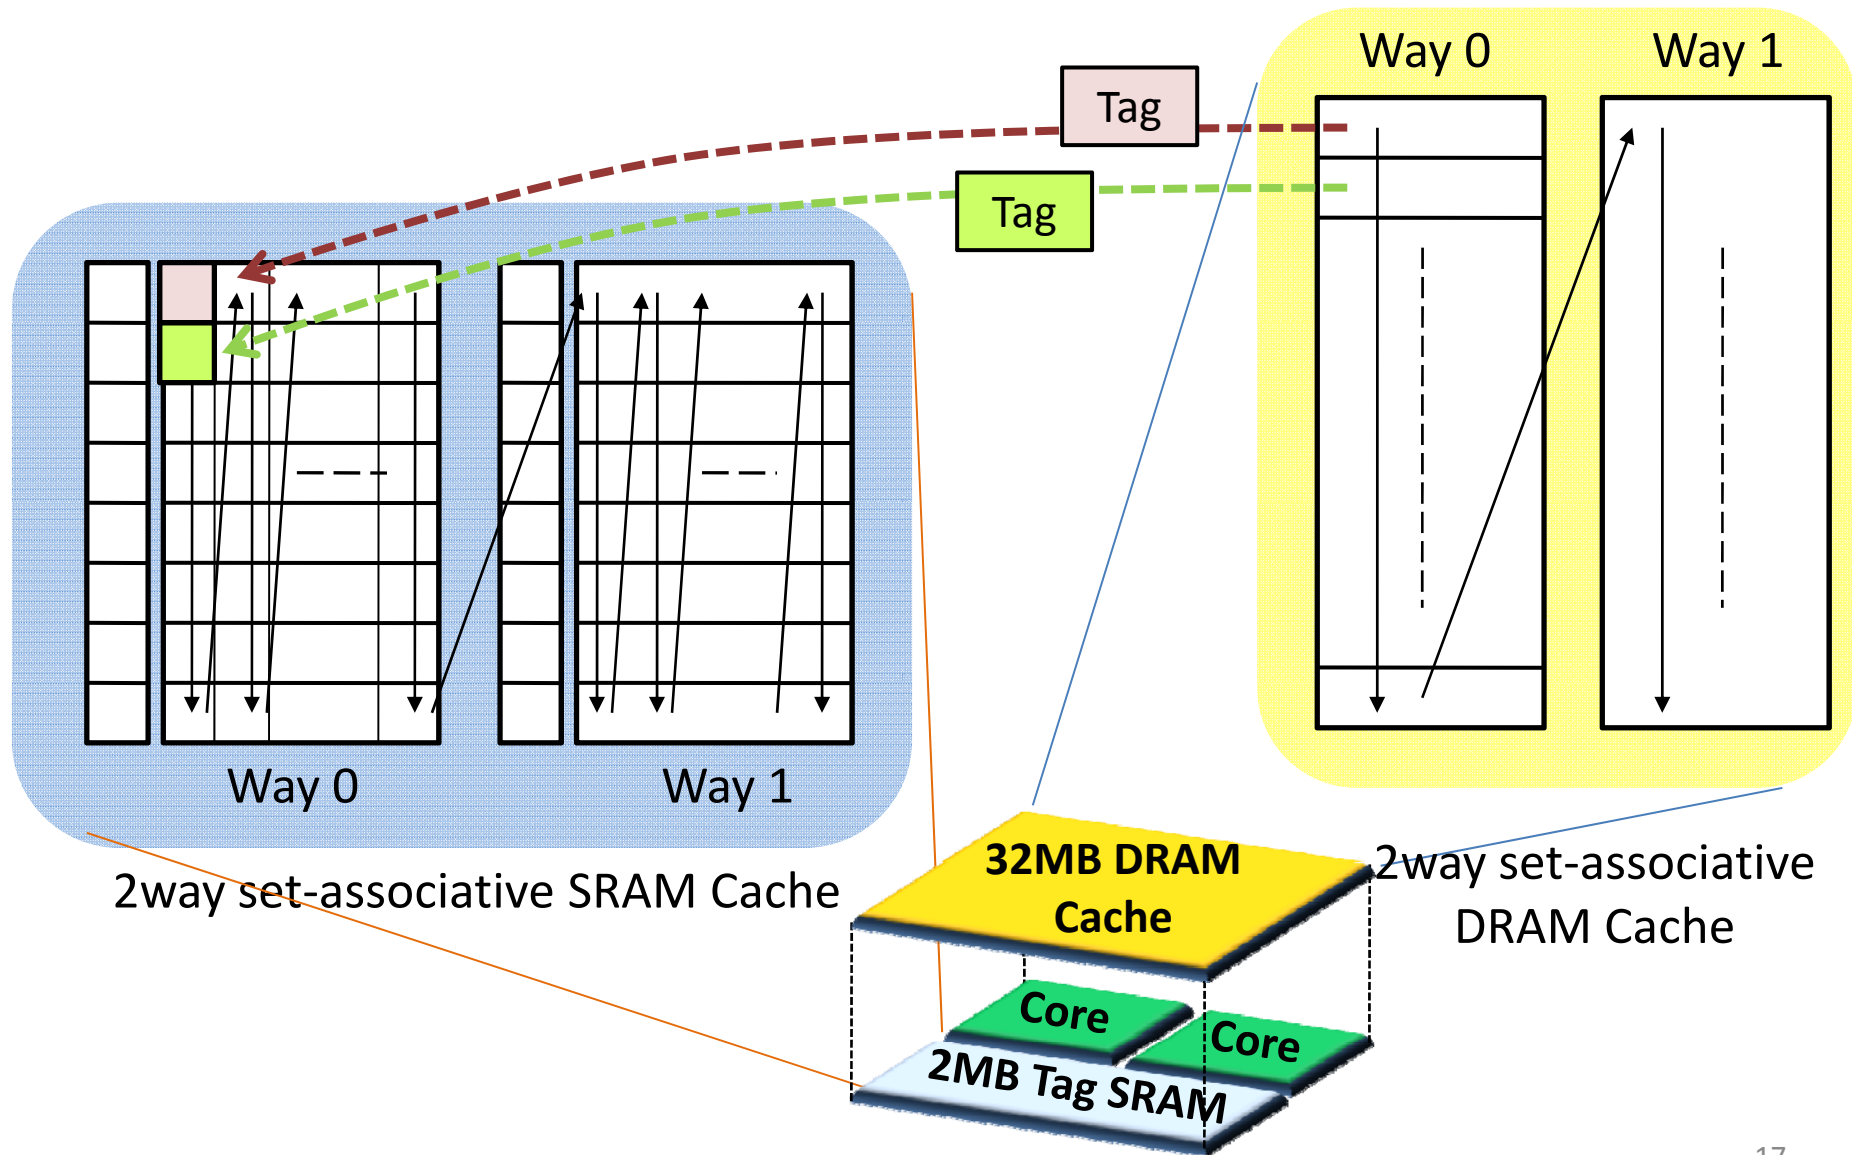 Way 0
Way 1
Tag
Tag
Way 0
Way 1
2way set-associative SRAM Cache
32MB DRAM
Cache
2way set-associative
DRAM Cache
Core
Core
2MB Tag SRAM
17